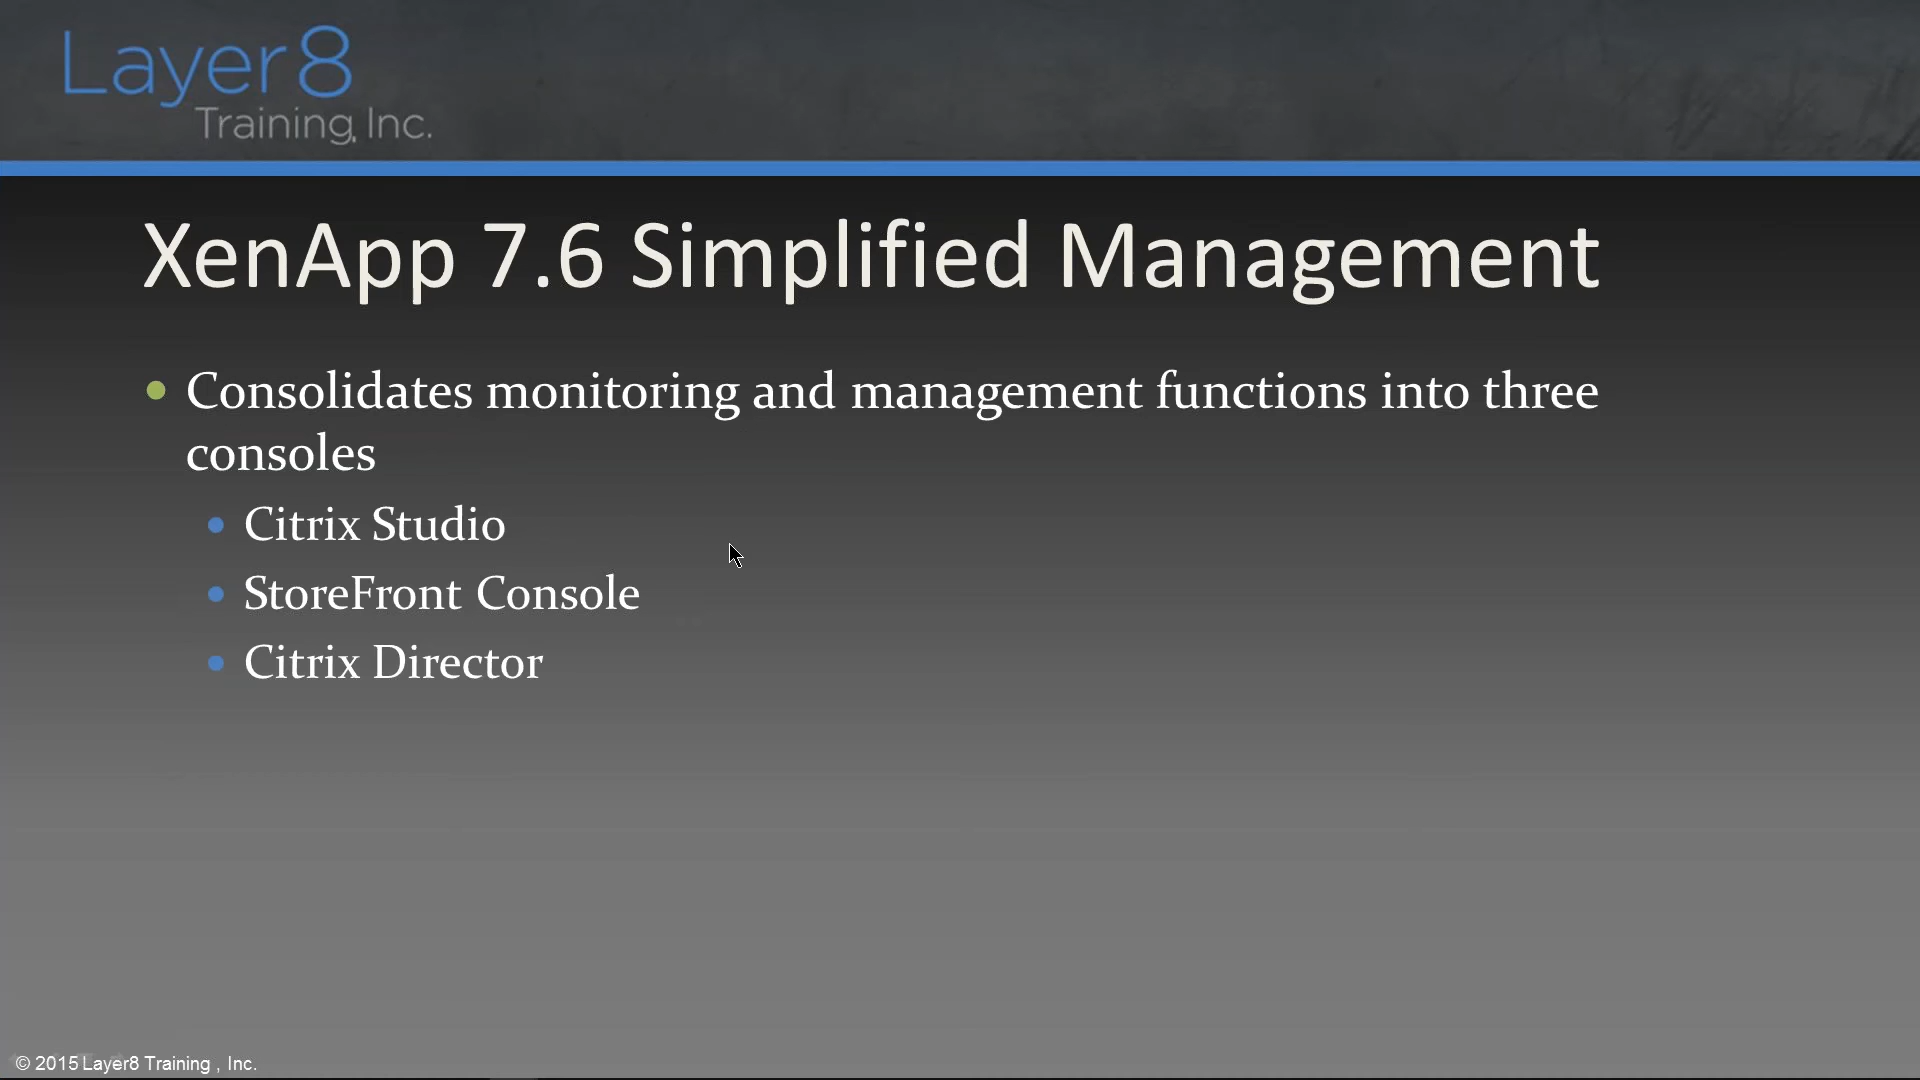 Layer8
Training, Inc.
XenApp 7.6 Simplified Management
Consolidates monitoring and management functions into three
consoles
Citrix Studio
StoreFront Console
Citrix Director
© 2015 Layer8 Training , Inc.